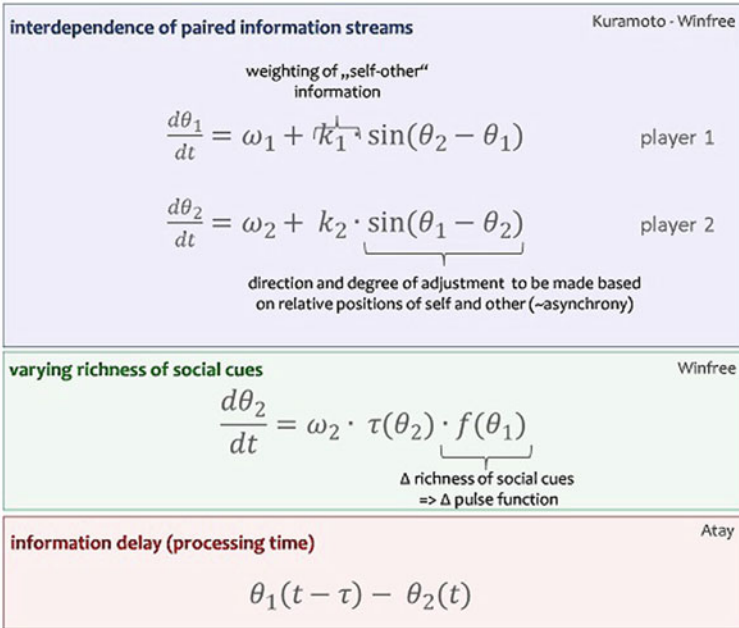 interdependence of paired information streams
Kuramoto - Winfree
weighting of „self-other“
information
dθ₁/dt = ω₁ + k₁ · sin(θ₂ − θ₁)
player 1
dθ₂/dt = ω₂ + k₂ · sin(θ₁ − θ₂)
player 2
direction and degree of adjustment to be made based
on relative positions of self and other (~asynchrony)
varying richness of social cues
Winfree
dθ₂/dt = ω₂ · τ(θ₂) · f(θ₁)
Δ richness of social cues
=> Δ pulse function
Atay
information delay (processing time)
θ₁(t − τ) − θ₂(t)